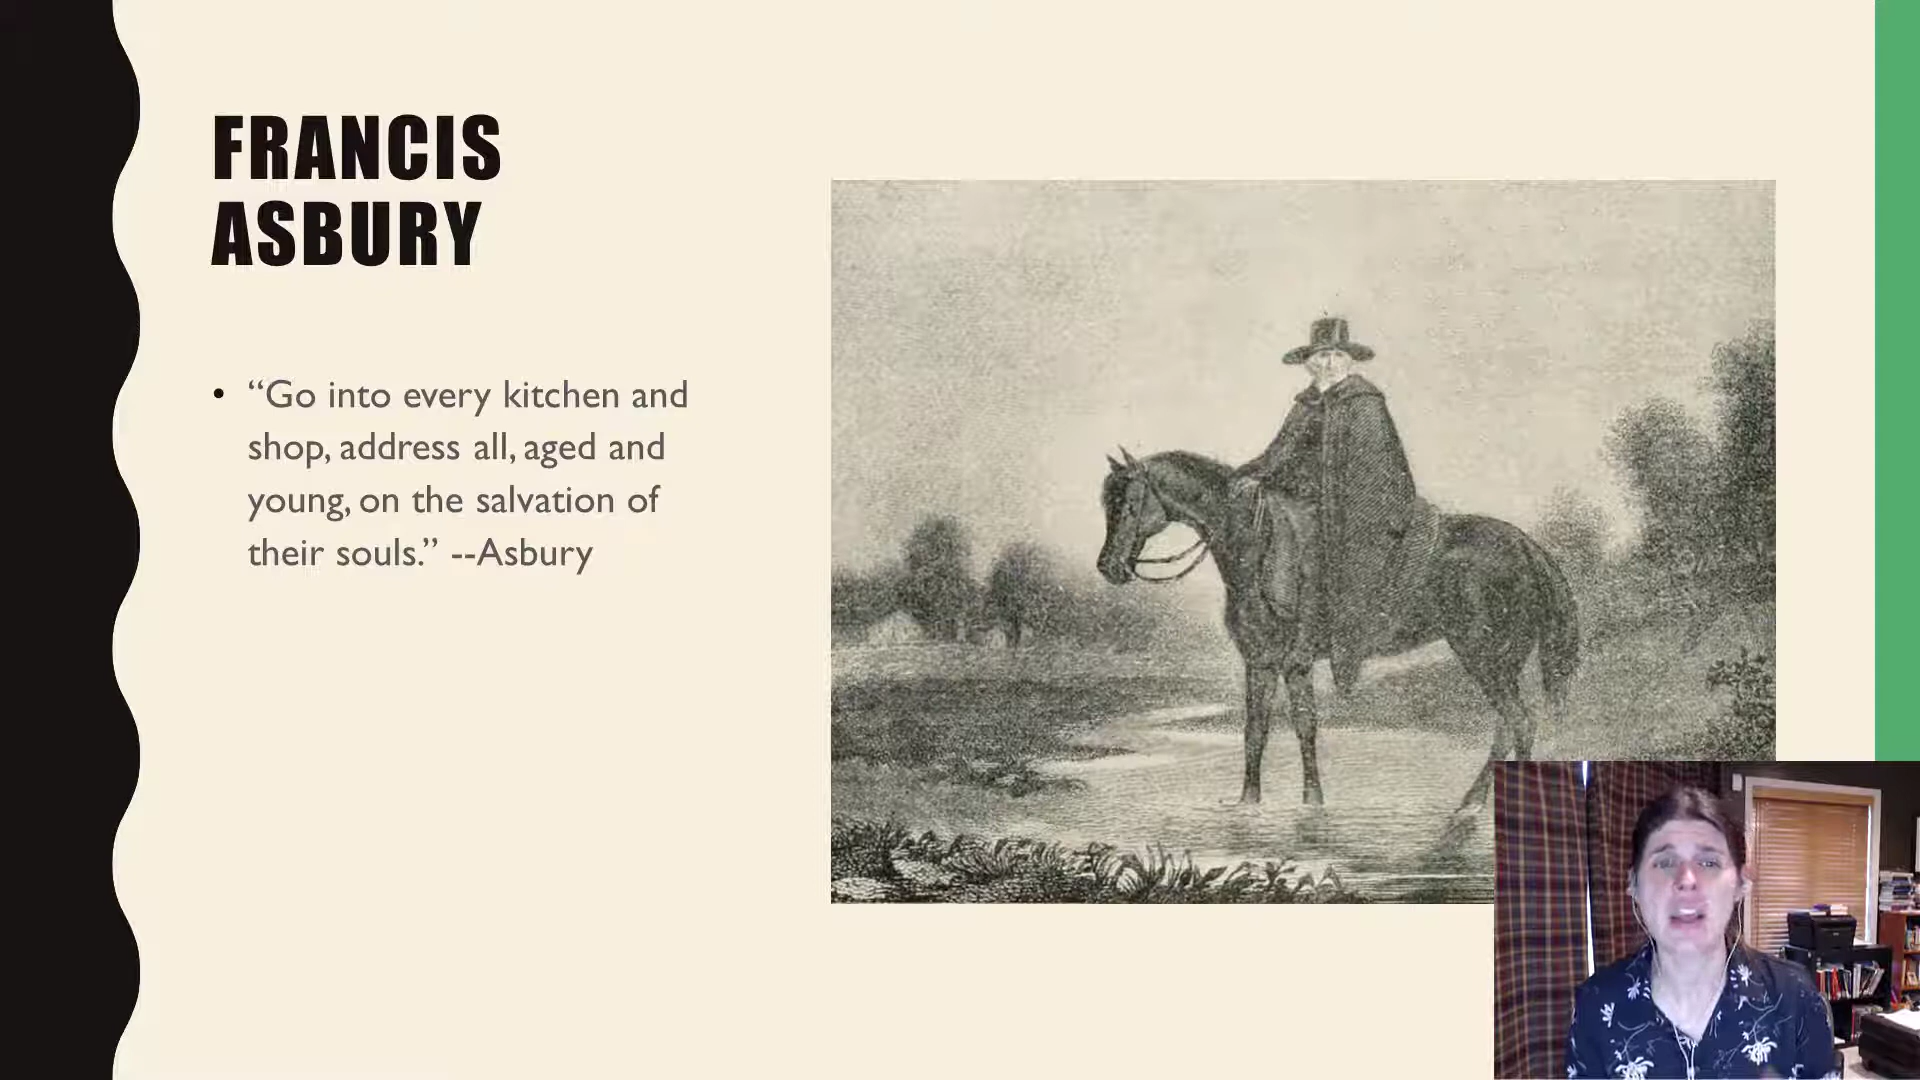 FRANCIS
ASBURY
• “Go into every kitchen and
shop, address all, aged and
young, on the salvation of
their souls.” --Asbury